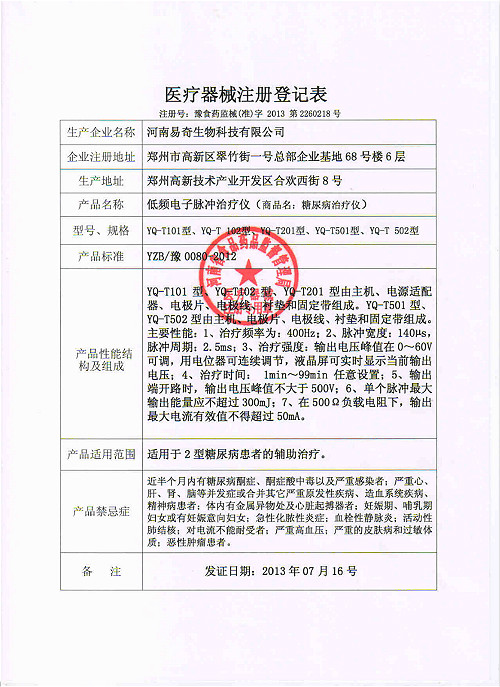 医疗器械注册登记表
注册号：豫食药监械(准)字 2013 第2260218号
生产企业名称 河南易奇生物科技有限公司
企业注册地址 郑州市高新区翠竹街一号总部企业基地68号楼6层
生产地址 郑州高新技术产业开发区合欢西街8号
产品名称 低频电子脉冲治疗仪（商品名：糖尿病治疗仪）
型号、规格 YQ-T101型、YQ-T 102型、YQ-T201型、YQ-T501型、YQ-T 502型
产品标准 YZB/豫 0080-2012
产品性能结构及组成
YQ-T101 型、YQ-T102 型、YQ-T201 型由主机、电源适配
器、电极片、电极线、衬垫和固定带组成。YQ-T501 型、
YQ-T502 型由主机、电极片、电极线、衬垫和固定带组成。
主要性能：1、治疗频率为：400Hz；2、脉冲宽度：140μs，
脉冲周期：2.5ms；3、治疗强度：输出电压峰值在 0～60V
可调，用电位器可连续调节，液晶屏可实时显示当前输出
电压；4、治疗时间： 1min～99min 任意设置；5、输出
端开路时，输出电压峰值不大于 500V；6、单个脉冲最大
输出能量应不超过 300mJ；7、在 500Ω负载电阻下，输出
最大电流有效值不得超过 50mA。
产品适用范围 适用于 2 型糖尿病患者的辅助治疗。
产品禁忌症
近半个月内有糖尿病酮症、酮症酸中毒以及严重感染者；严重心、
肝、肾、脑等并发症或合并其它严重原发性疾病、造血系统疾病、
精神病患者；体内有金属异物处及心脏起搏器者；妊娠期、哺乳期
妇女或有妊娠意向妇女；急性化脓性炎症；血栓性静脉炎；活动性
肺结核；对电流不能耐受者；严重高血压；严重的皮肤病和过敏体
质；恶性肿瘤患者。
备 注 发证日期：2013 年 07 月 16 号
河南省食品药品监督管理局